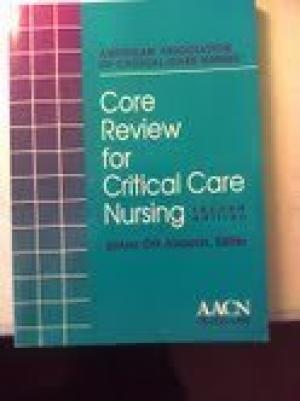 AMERICAN ASSOCIATION
OF CRITICAL-CARE NURSES
Core
Review
for
Critical Care
Nursing
SECOND
EDITION
Editor
AACN